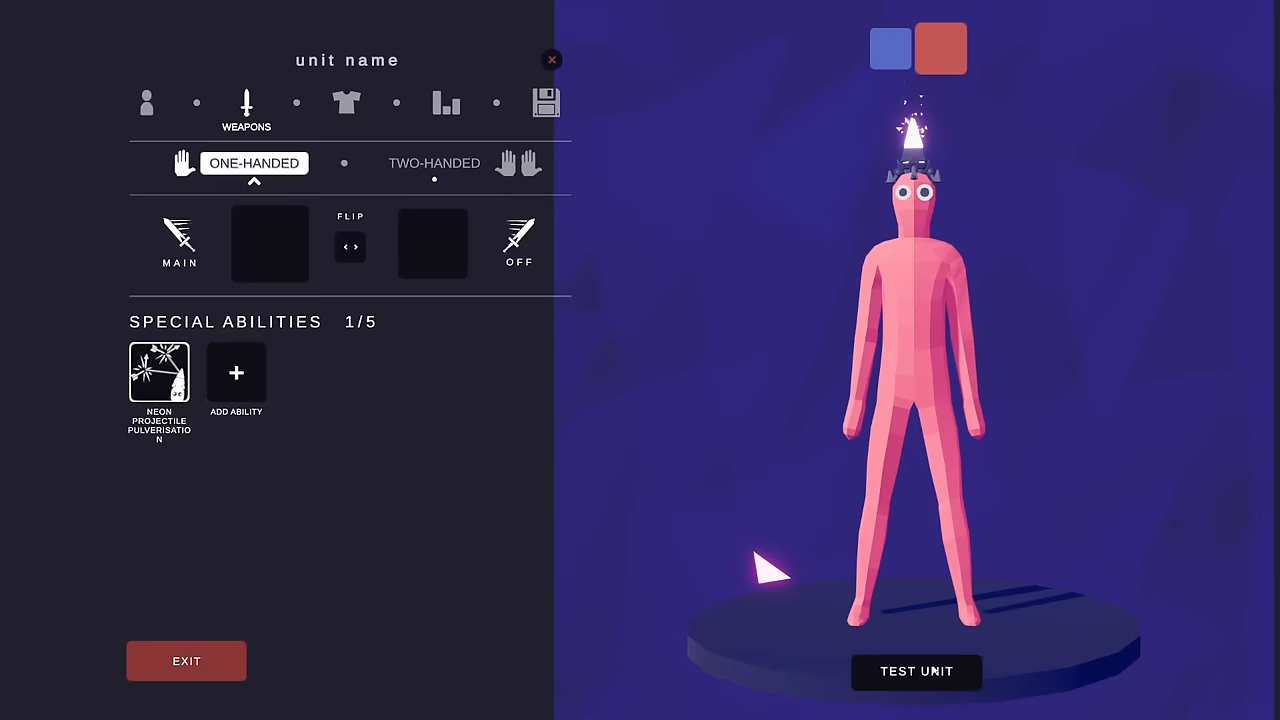 unit name
WEAPONS
ONE-HANDED
TWO-HANDED
FLIP
MAIN
OFF
SPECIAL ABILITIES 1/5
NEON
PROJECTILE
PULVERISATIO
N
ADD ABILITY
EXIT
TEST UNIT